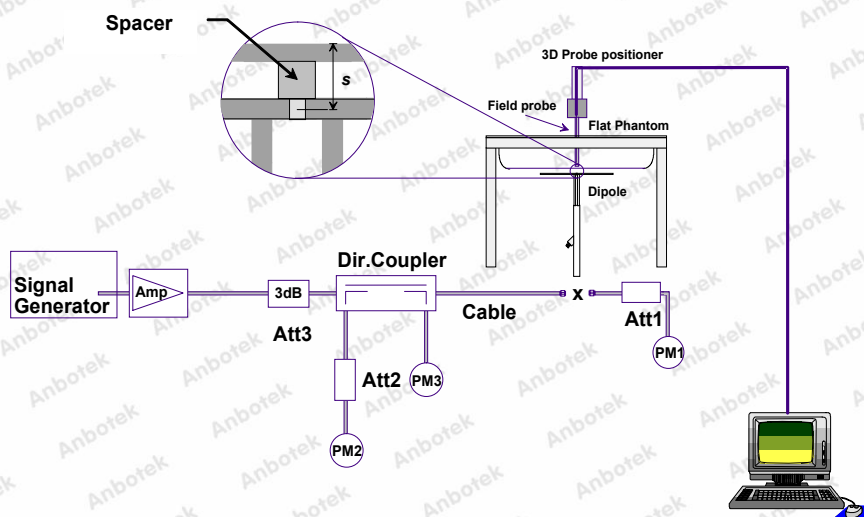 Spacer
s
3D Probe positioner
Field probe
Flat Phantom
Dipole
Signal
Generator
Amp
3dB
Att3
Dir.Coupler
Cable
x
Att1
PM1
Att2
PM3
PM2
Anbotek